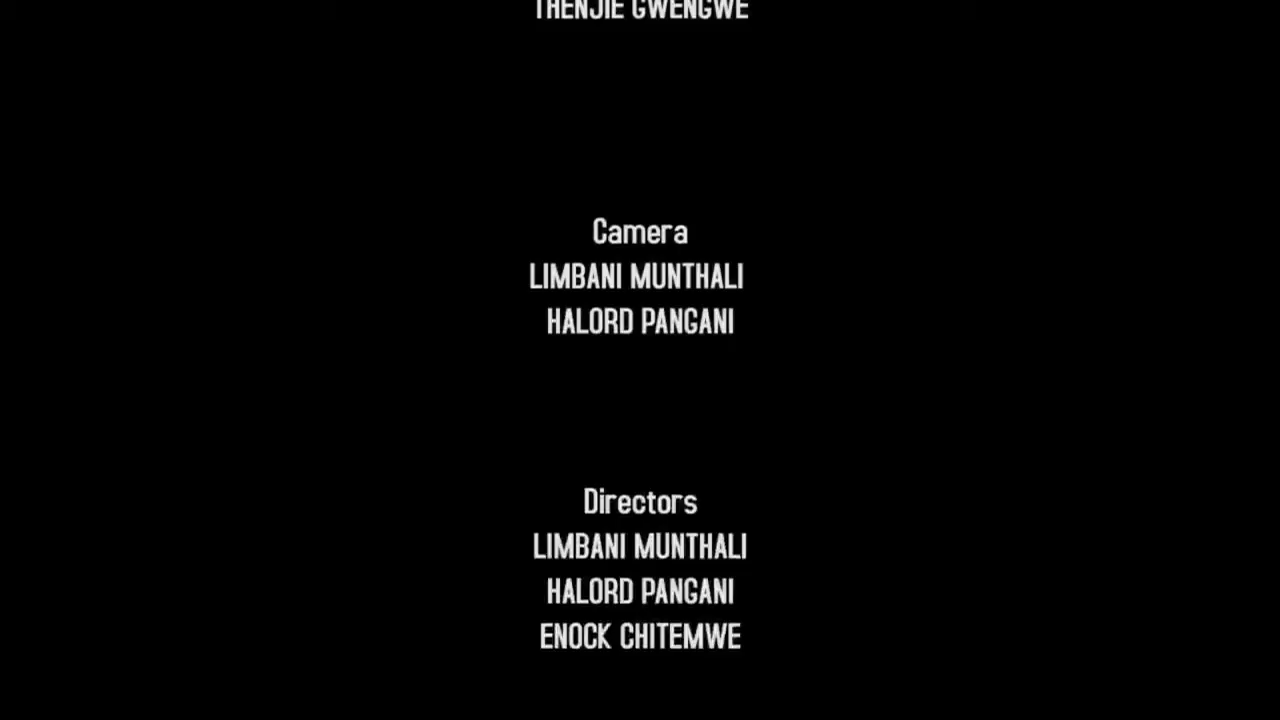 THENJIE GWENGWE
Camera
LIMBANI MUNTHALI
HALORD PANGANI
Directors
LIMBANI MUNTHALI
HALORD PANGANI
ENOCK CHITEMWE